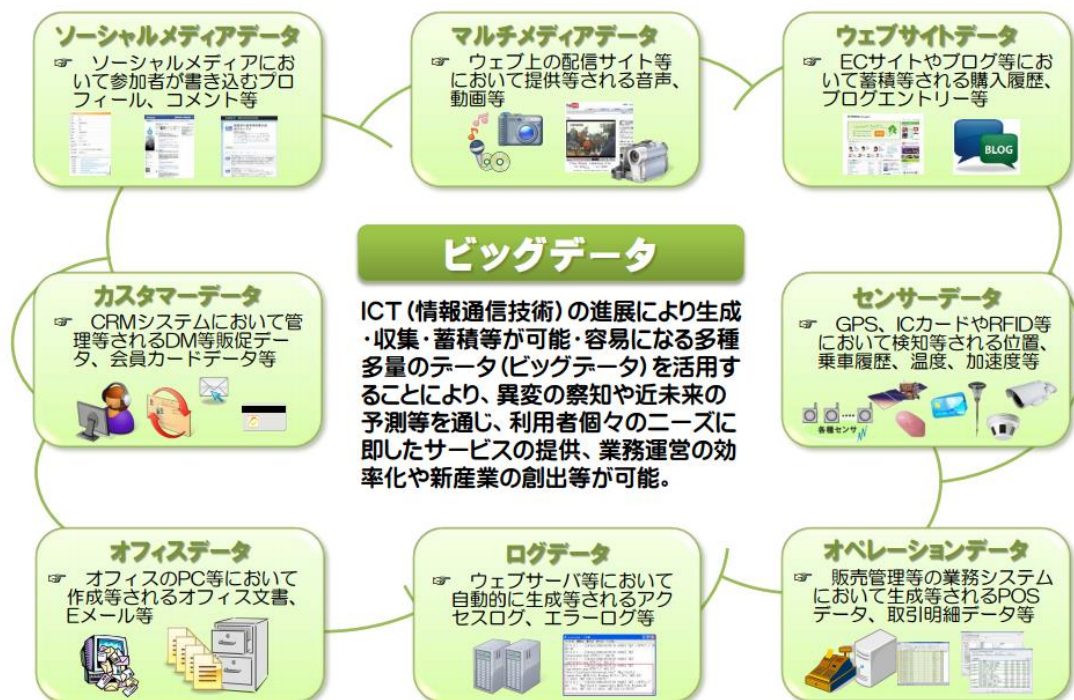 ソーシャルメディアデータ
☞ ソーシャルメディアにお
いて参加者が書き込むプロ
フィール、コメント等
マルチメディアデータ
☞ ウェブ上の配信サイト等
において提供等される音声、
動画等
ウェブサイトデータ
☞ ECサイトやブログ等にお
いて蓄積等される購入履歴、
ブログエントリー等
BLOG
ビッグデータ
ICT(情報通信技術)の進展により生成
・収集・蓄積等が可能・容易になる多種
多量のデータ(ビッグデータ)を活用す
ることにより、異変の察知や近未来の
予測等を通じ、利用者個々のニーズに
即したサービスの提供、業務運営の効
率化や新産業の創出等が可能。
カスタマーデータ
☞ CRMシステムにおいて管
理等されるDM等販促デー
タ、会員カードデータ等
センサーデータ
☞ GPS、ICカードやRFID等
において検知等される位置、
乗車履歴、温度、加速度等
各種センサ
オフィスデータ
☞ オフィスのPC等において
作成等されるオフィス文書、
Eメール等
ログデータ
☞ ウェブサーバ等において
自動的に生成等されるアク
セスログ、エラーログ等
オペレーションデータ
☞ 販売管理等の業務システム
において生成等されるPOS
データ、取引明細データ等